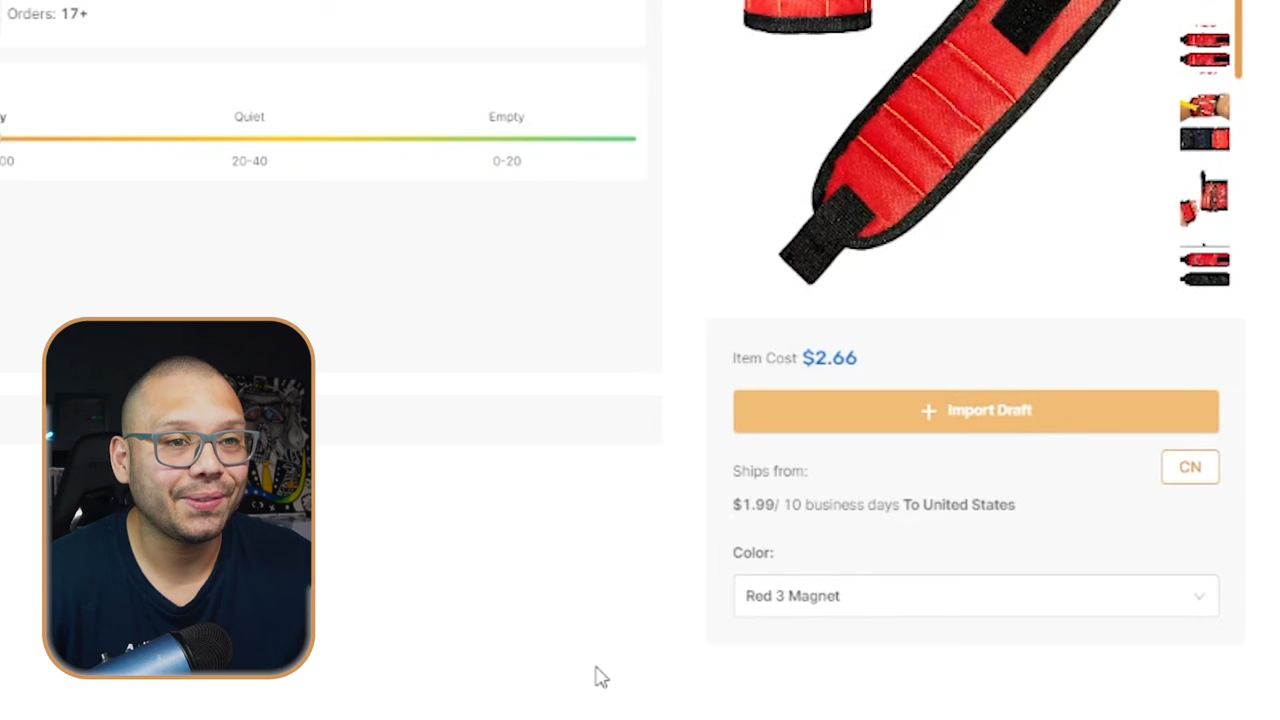 Orders: 17+
y Quiet Empty
00 20-40 0-20
Item Cost $2.66
+ Import Draft
Ships from: CN
$1.99/ 10 business days To United States
Color:
Red 3 Magnet